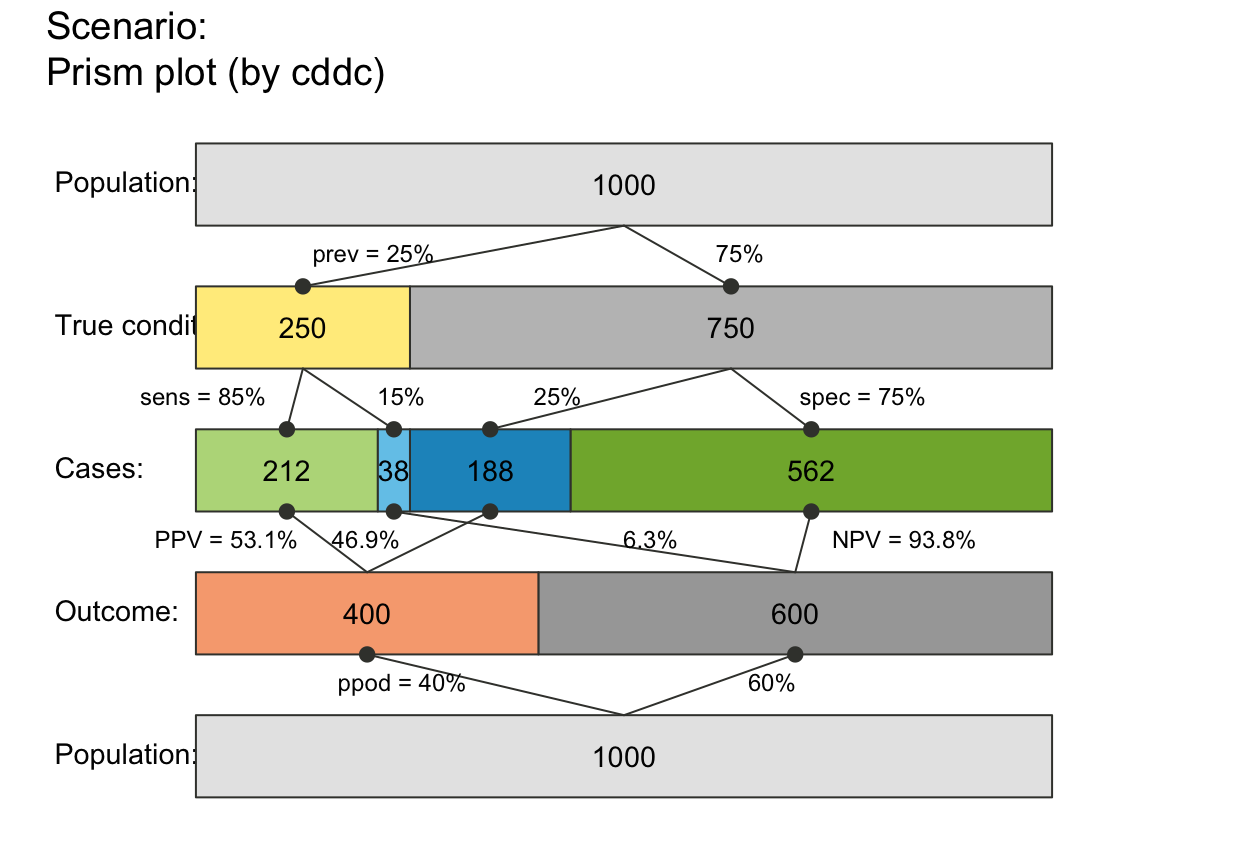 Scenario:
Prism plot (by cddc)
Population:
1000
prev = 25%
75%
True condit
250
750
sens = 85%
15%
25%
spec = 75%
Cases:
212
38
188
562
PPV = 53.1%
46.9%
6.3%
NPV = 93.8%
Outcome:
400
600
ppod = 40%
60%
Population:
1000